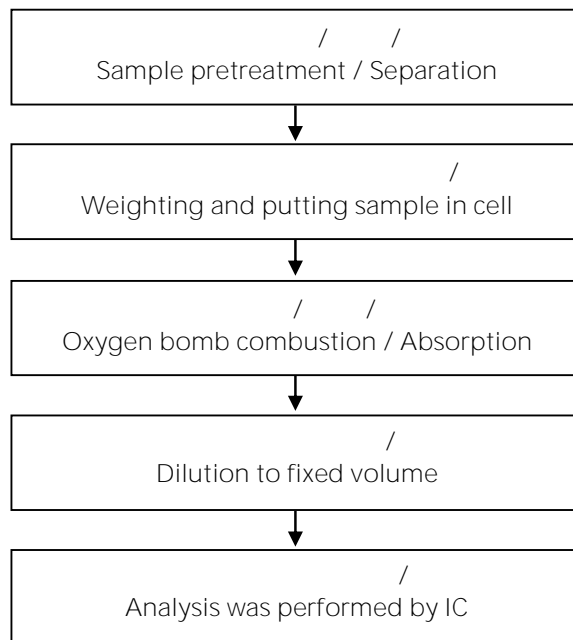 / /
Sample pretreatment / Separation
/
Weighting and putting sample in cell
/ /
Oxygen bomb combustion / Absorption
/
Dilution to fixed volume
/
Analysis was performed by IC